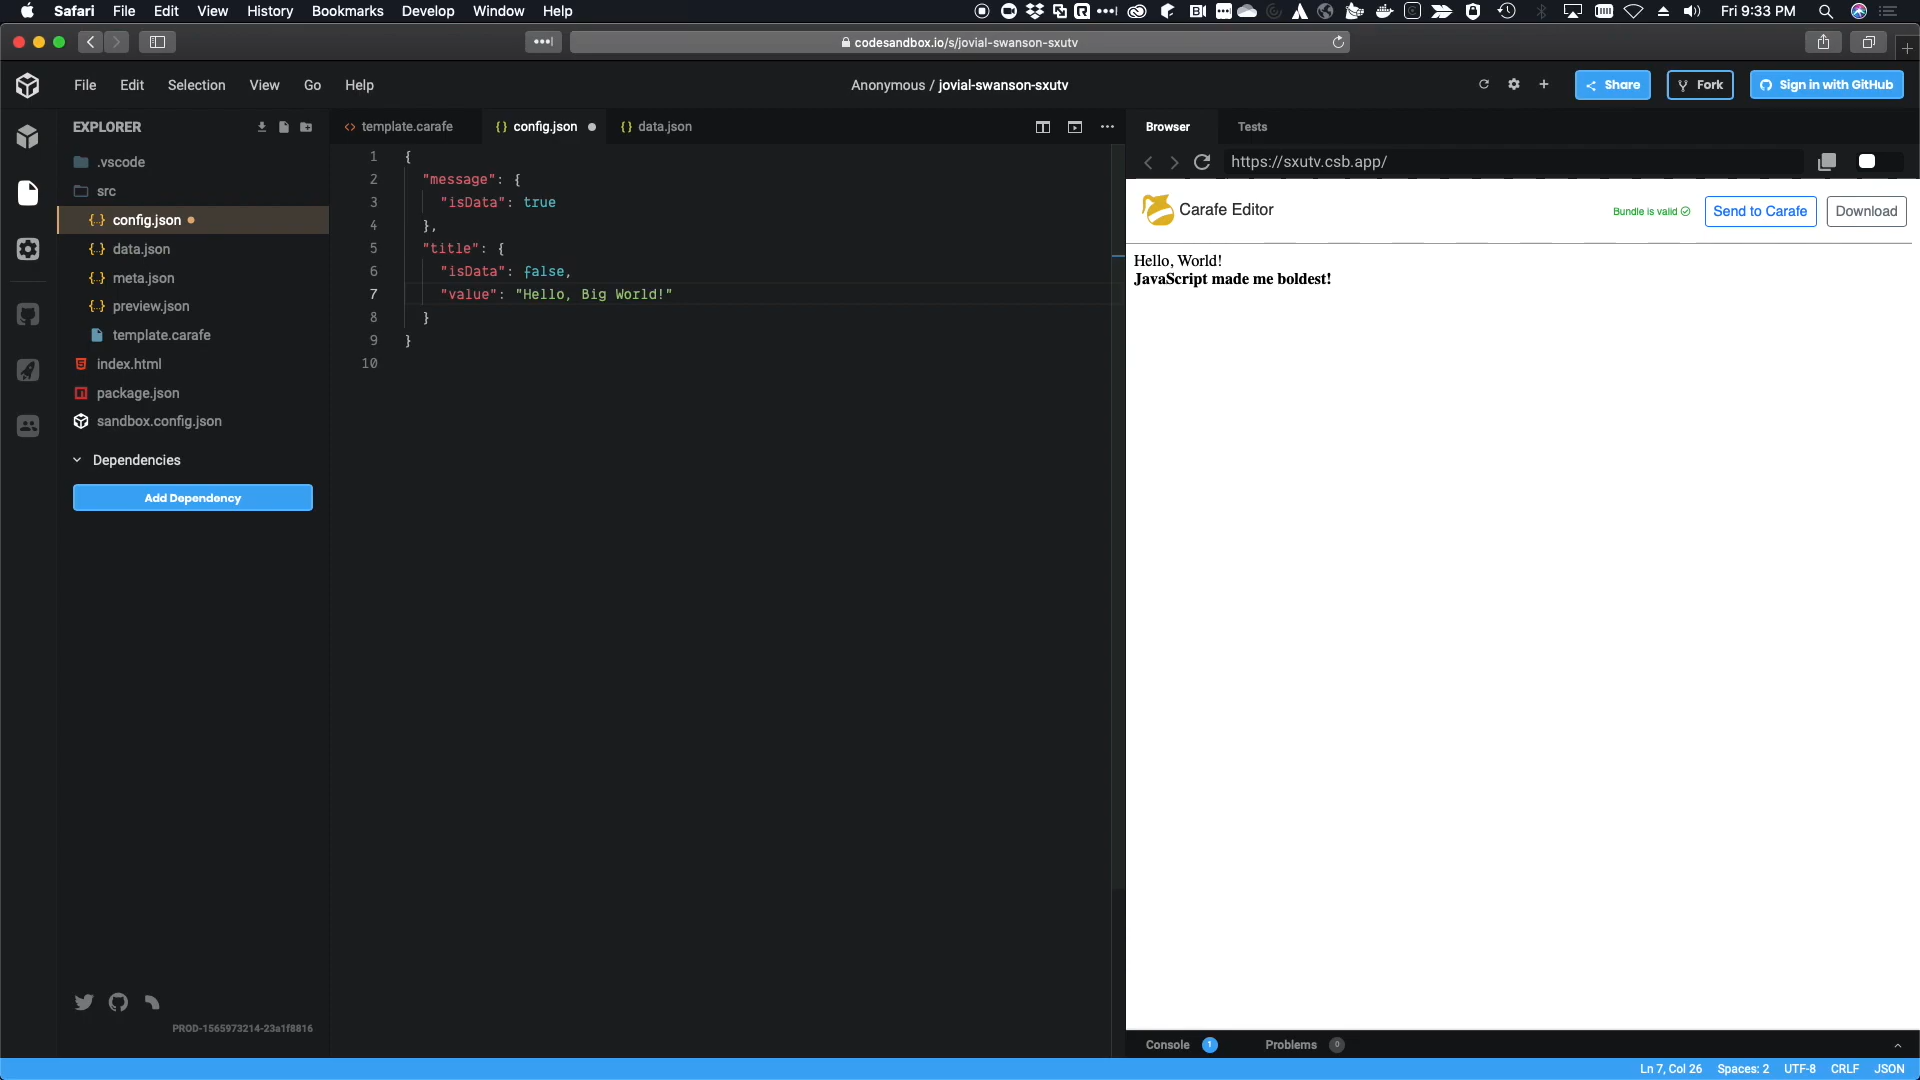 Safari File Edit View History Bookmarks Develop Window Help Fri 9:33 PM
codesandbox.io/s/jovial-swanson-sxutv
File Edit Selection View Go Help Anonymous / jovial-swanson-sxutv Share Fork Sign in with GitHub
EXPLORER
.vscode
src
config.json
data.json
meta.json
preview.json
template.carafe
index.html
package.json
sandbox.config.json
Dependencies
Add Dependency
PROD-1565973214-23a1f8816
template.carafe config.json data.json
1 {
2 "message": {
3 "isData": true
4 },
5 "title": {
6 "isData": false,
7 "value": "Hello, Big World!"
8 }
9 }
10
Browser Tests
https://sxutv.csb.app/
Carafe Editor Bundle is valid Send to Carafe Download
Hello, World!
JavaScript made me boldest!
Console 1 Problems 0
Ln 7, Col 26 Spaces: 2 UTF-8 CRLF JSON